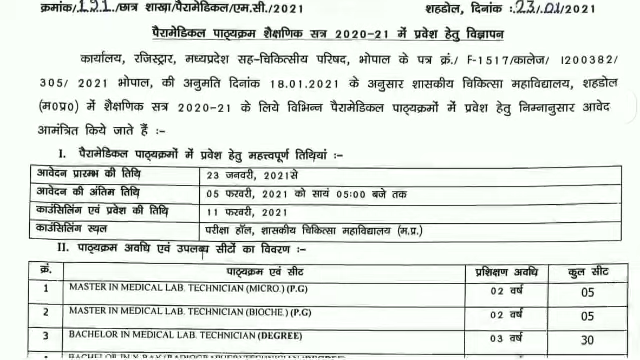 क्रमांक/191/छात्र शाखा/पैरामेडिकल/एम.सी./2021 शहडोल, दिनांक :23/01/2021
पैरामेडिकल पाठ्यक्रम शैक्षणिक सत्र 2020-21 में प्रवेश हेतु विज्ञापन
कार्यालय, रजिस्ट्रार, मध्यप्रदेश सह-चिकित्सीय परिषद, भोपाल के पत्र क्र./ F-1517/कालेज/ I200382/
305/ 2021 भोपाल, की अनुमति दिनांक 18.01.2021 के अनुसार शासकीय चिकित्सा महाविद्यालय, शहडोल
(म०प्र०) में शैक्षणिक सत्र 2020-21 के लिये विभिन्न पैरामेडिकल पाठ्यक्रमों में प्रवेश हेतु निम्नानुसार आवेद
आमंत्रित किये जाते हैं :-
I. पैरामेडिकल पाठ्यक्रमों में प्रवेश हेतु महत्त्वपूर्ण तिथियां :-
आवेदन प्रारम्भ की तिथि 23 जनवरी, 2021से
आवेदन की अंतिम तिथि 05 फरवरी, 2021 को सायं 05:00 बजे तक
काउंसिलिंग एवं प्रवेश की तिथि 11 फरवरी, 2021
काउंसिलिंग स्थल परीक्षा हॉल, शासकीय चिकित्सा महाविद्यालय (म.प्र.)
II. पाठ्यक्रम अवधि एवं उपलब्ध सीटों का विवरण :-
क्रं. पाठ्यक्रम एवं सीट प्रशिक्षण अवधि कुल सीट
1 MASTER IN MEDICAL LAB. TECHNICIAN (MICRO.) (P.G) 02 वर्ष 05
2 MASTER IN MEDICAL LAB. TECHNICIAN (BIOCHE.) (P.G) 02 वर्ष 05
3 BACHELOR IN MEDICAL LAB. TECHNICIAN (DEGREE) 03 वर्ष 30